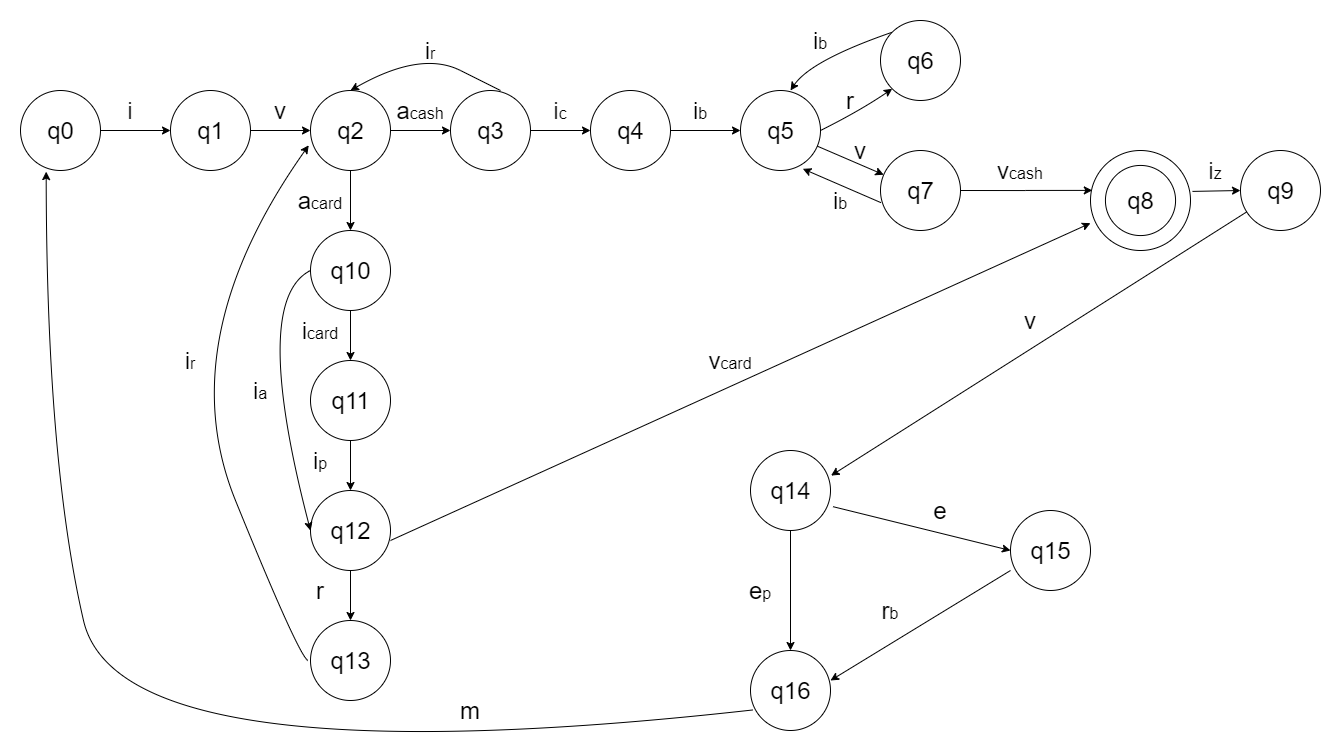 q6
i_b
i_r
r
q0
i
q1
v
q2
a_cash
q3
i_c
q4
i_b
q5
v
q7
i_b
v_cash
q8
i_z
q9
a_card
q10
i_card
v
i_r
i_a
q11
v_card
i_p
q12
q14
e
q15
r
e_p
r_b
q13
q16
m